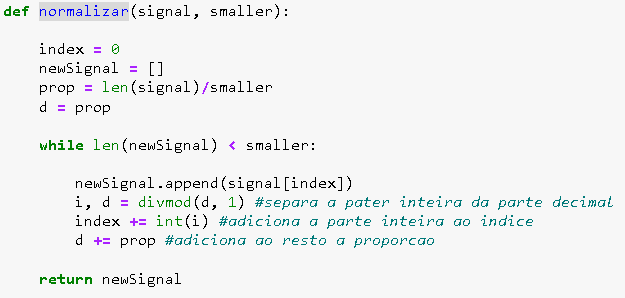 def normalizar(signal, smaller):
index = 0
newSignal = []
prop = len(signal)/smaller
d = prop
while len(newSignal) < smaller:
newSignal.append(signal[index])
i, d = divmod(d, 1) #separa a pater inteira da parte decimal
index += int(i) #adiciona a parte inteira ao indice
d += prop #adiciona ao resto a proporcao
return newSignal